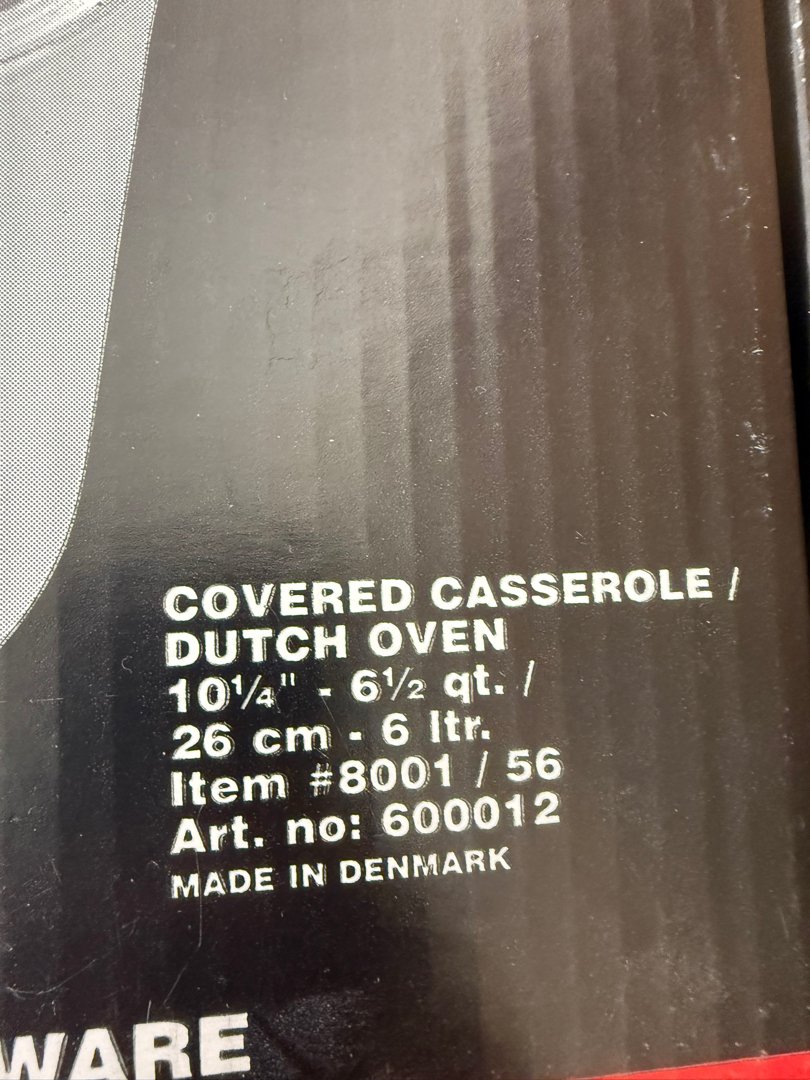 COVERED CASSEROLE /
DUTCH OVEN
10¼" - 6½ qt. /
26 cm - 6 ltr.
Item #8001 / 56
Art. no: 600012
MADE IN DENMARK
WARE